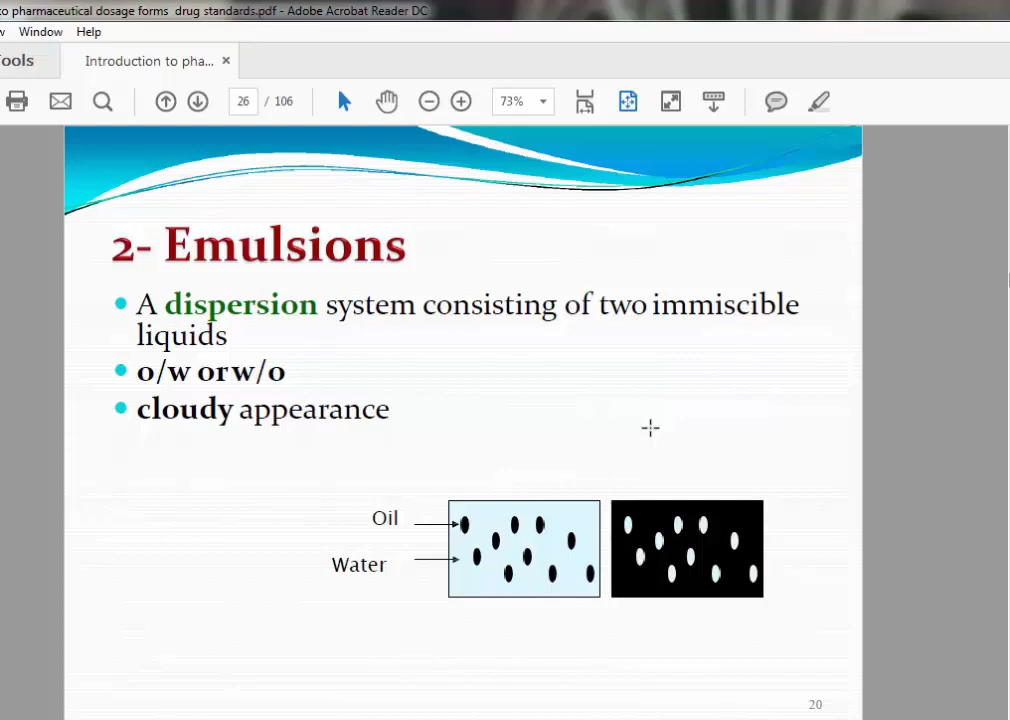 to pharmaceutical dosage forms drug standards.pdf - Adobe Acrobat Reader DC
w Window Help
Tools Introduction to pha... ×
26 / 106 73%
2- Emulsions
• A dispersion system consisting of two immiscible
liquids
• o/w or w/o
• cloudy appearance
Oil
Water
20